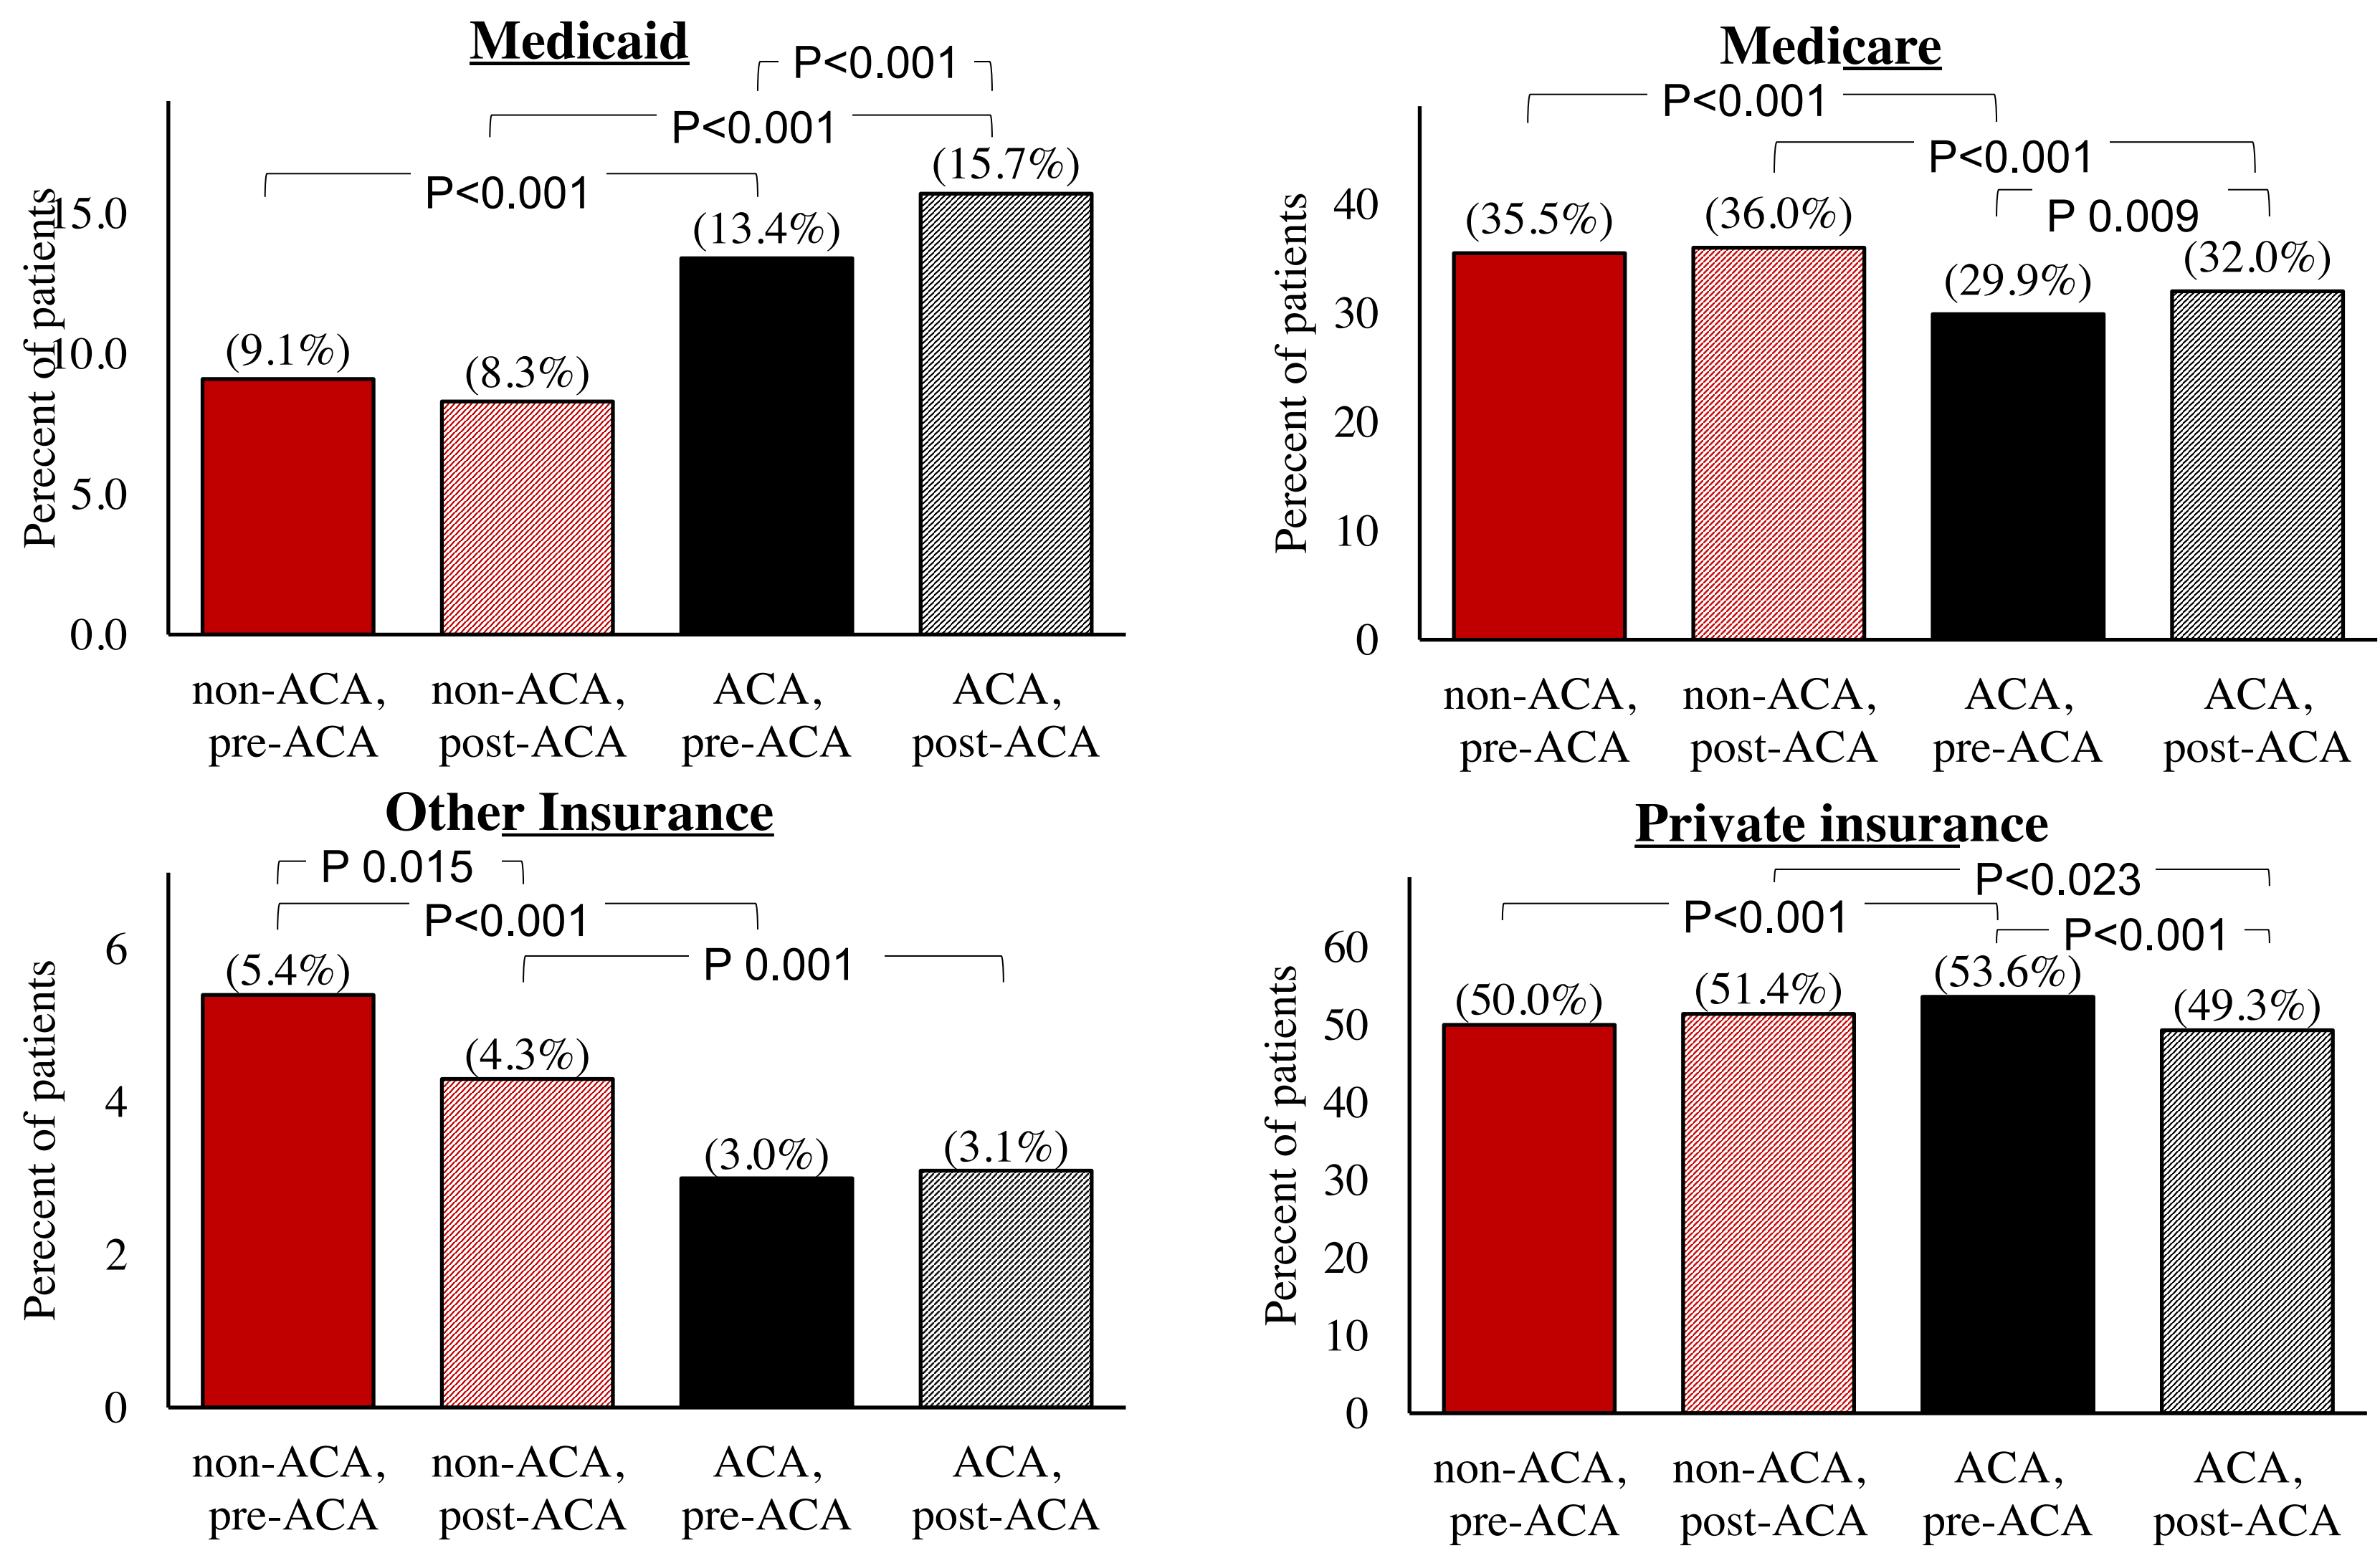 Medicaid
P<0.001
P<0.001
P<0.001
(15.7%)
(13.4%)
(9.1%)
(8.3%)
Perecent of patients
15.0
10.0
5.0
0.0
non-ACA,
pre-ACA
non-ACA,
post-ACA
ACA,
pre-ACA
ACA,
post-ACA
Medicare
P<0.001
P<0.001
P 0.009
(35.5%)
(36.0%)
(29.9%)
(32.0%)
Perecent of patients
40
30
20
10
0
non-ACA,
pre-ACA
non-ACA,
post-ACA
ACA,
pre-ACA
ACA,
post-ACA
Other Insurance
P 0.015
P<0.001
P 0.001
(5.4%)
(4.3%)
(3.0%)
(3.1%)
Perecent of patients
6
4
2
0
non-ACA,
pre-ACA
non-ACA,
post-ACA
ACA,
pre-ACA
ACA,
post-ACA
Private insurance
P<0.023
P<0.001
P<0.001
(50.0%)
(51.4%)
(53.6%)
(49.3%)
Perecent of patients
60
50
40
30
20
10
0
non-ACA,
pre-ACA
non-ACA,
post-ACA
ACA,
pre-ACA
ACA,
post-ACA